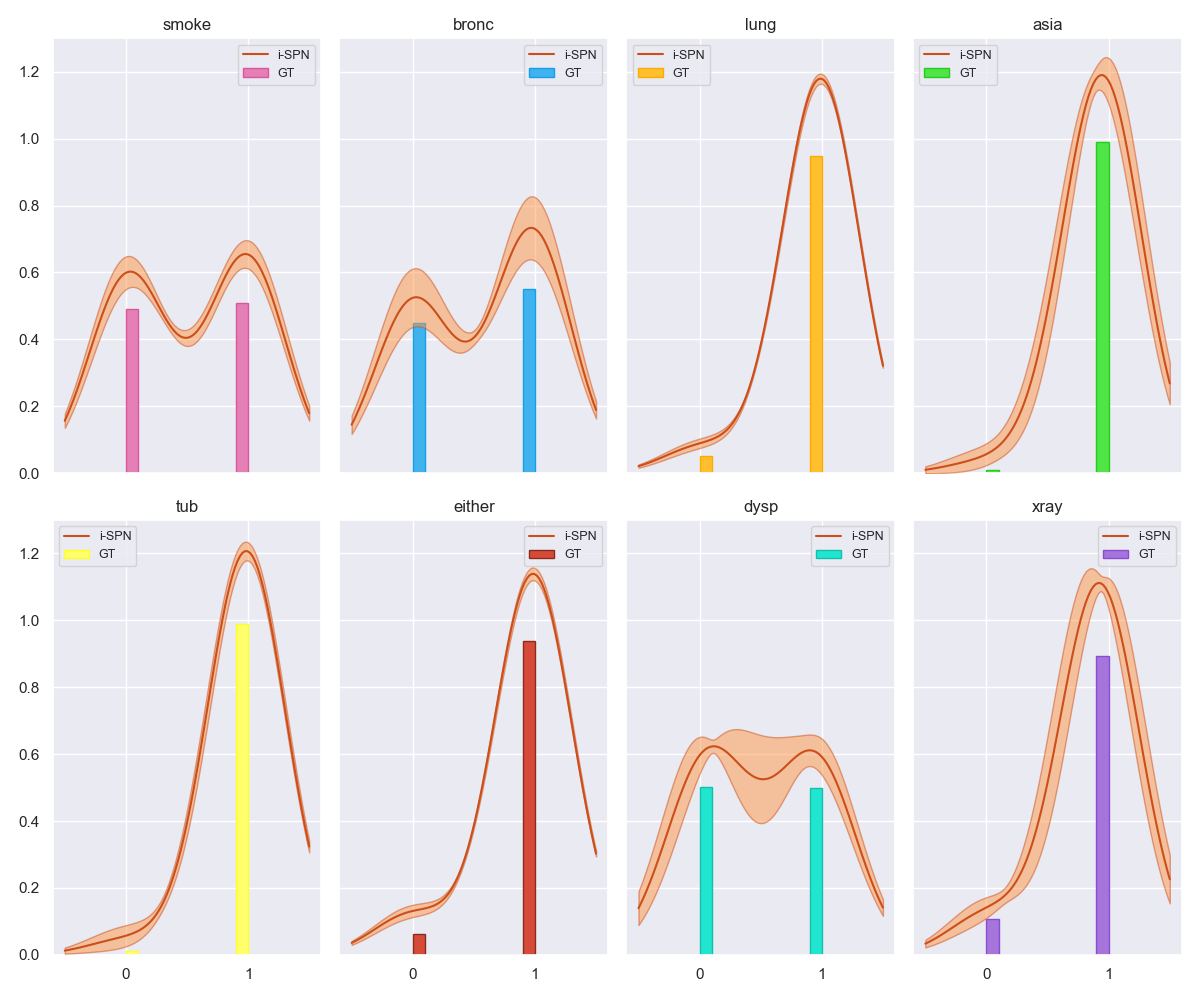 smoke
bronc
lung
asia
i-SPN
GT
i-SPN
GT
i-SPN
GT
i-SPN
GT
1.2
1.0
0.8
0.6
0.4
0.2
0.0
tub
either
dysp
xray
i-SPN
GT
i-SPN
GT
i-SPN
GT
i-SPN
GT
1.2
1.0
0.8
0.6
0.4
0.2
0.0
0 1
0 1
0 1
0 1